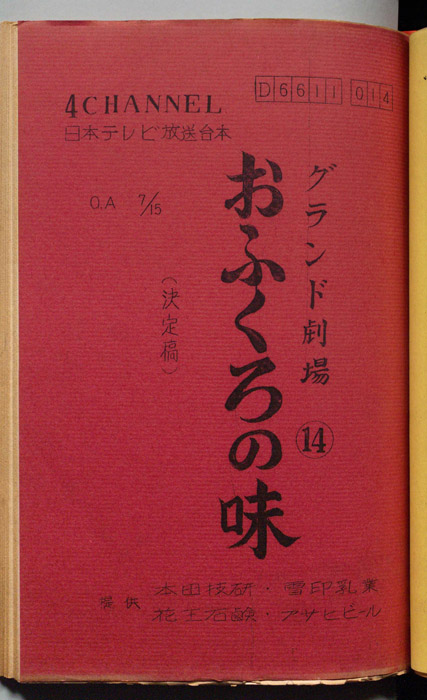 D6611 014
4CHANNEL
日本テレビ放送台本
O.A 7/15
グランド劇場 ⑭
おふくろの味
(決定稿)
提供 本田技研・雪印乳業
花王石鹸・アサヒビール